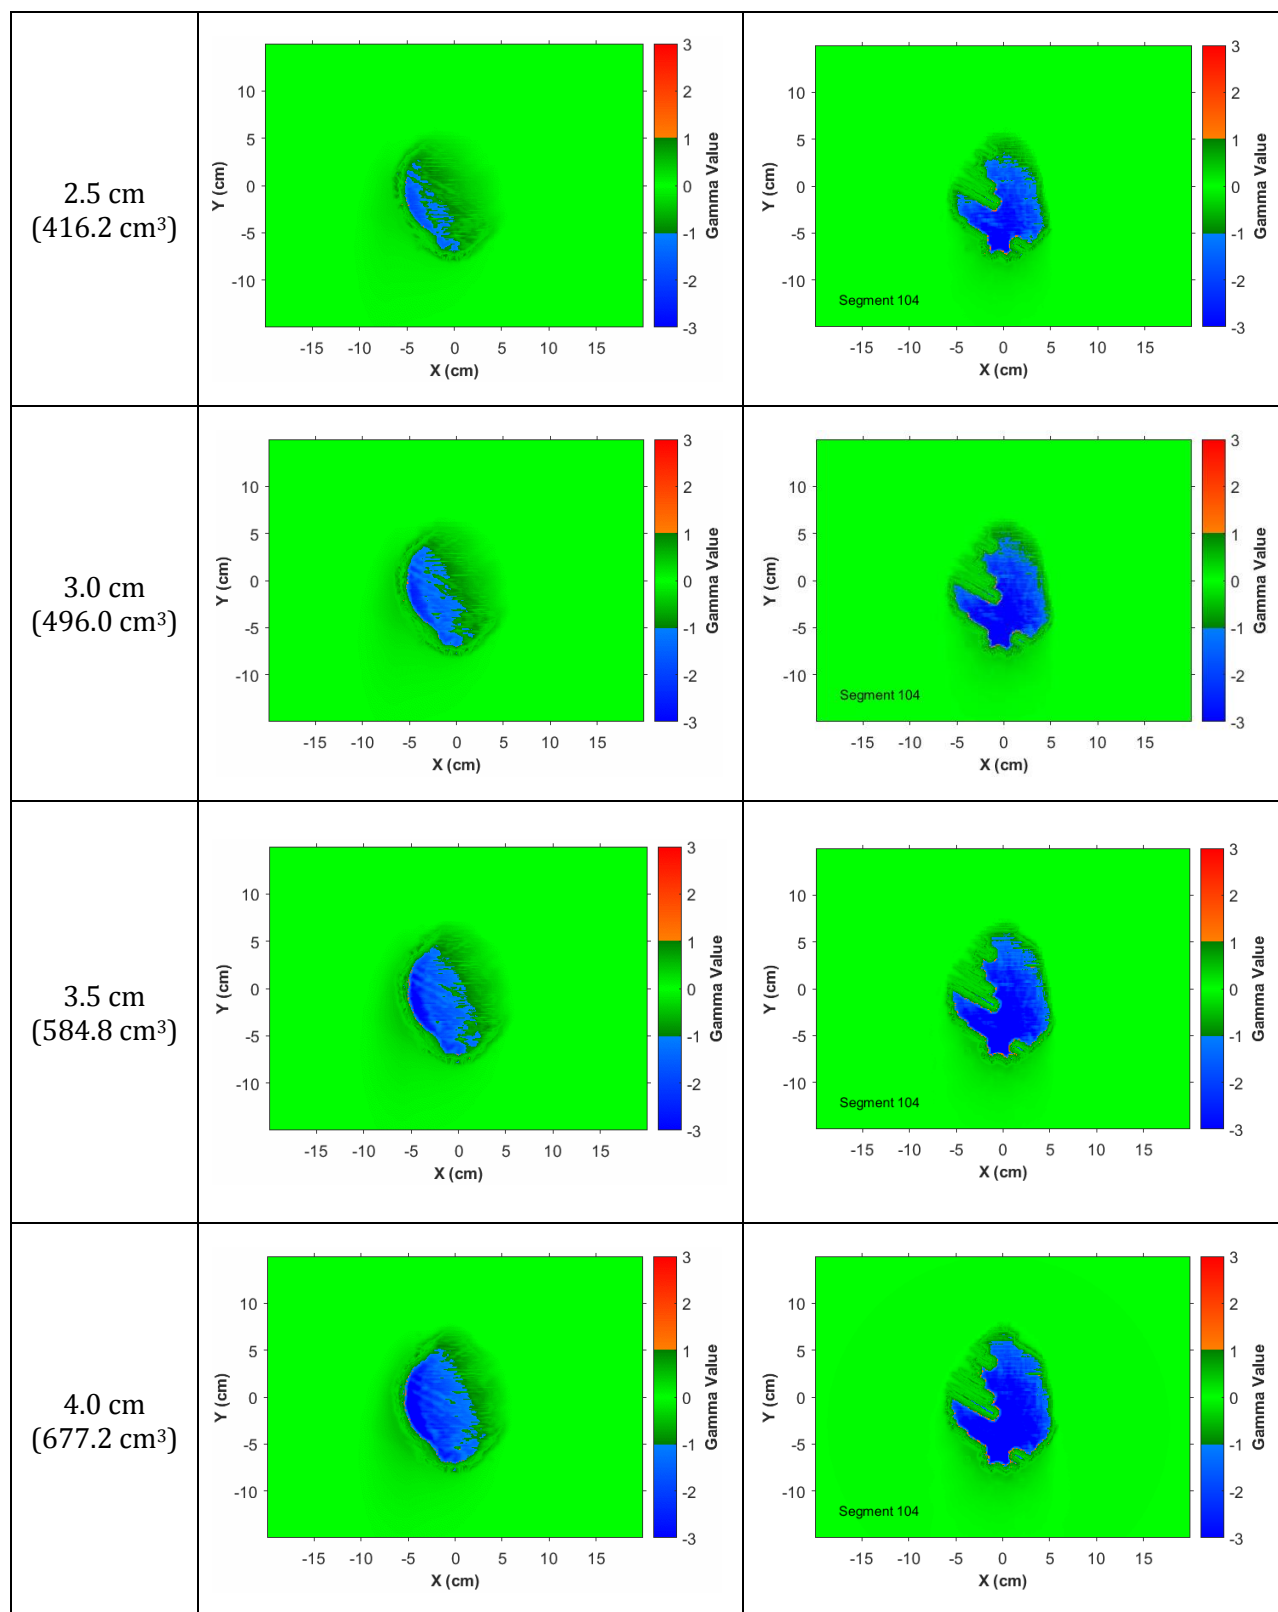 2.5 cm
(416.2 cm³)
10
5
0
-5
-10
-15 -10 -5 0 5 10 15
X (cm)
Y (cm)
3
2
1
0
-1
-2
-3
Gamma Value
10
5
0
-5
-10
-15 -10 -5 0 5 10 15
X (cm)
Y (cm)
Segment 104
3
2
1
0
-1
-2
-3
Gamma Value
3.0 cm
(496.0 cm³)
10
5
0
-5
-10
-15 -10 -5 0 5 10 15
X (cm)
Y (cm)
3
2
1
0
-1
-2
-3
Gamma Value
10
5
0
-5
-10
-15 -10 -5 0 5 10 15
X (cm)
Y (cm)
Segment 104
3
2
1
0
-1
-2
-3
Gamma Value
3.5 cm
(584.8 cm³)
10
5
0
-5
-10
-15 -10 -5 0 5 10 15
X (cm)
Y (cm)
3
2
1
0
-1
-2
-3
Gamma Value
10
5
0
-5
-10
-15 -10 -5 0 5 10 15
X (cm)
Y (cm)
Segment 104
3
2
1
0
-1
-2
-3
Gamma Value
4.0 cm
(677.2 cm³)
10
5
0
-5
-10
-15 -10 -5 0 5 10 15
X (cm)
Y (cm)
3
2
1
0
-1
-2
-3
Gamma Value
10
5
0
-5
-10
-15 -10 -5 0 5 10 15
X (cm)
Y (cm)
Segment 104
3
2
1
0
-1
-2
-3
Gamma Value